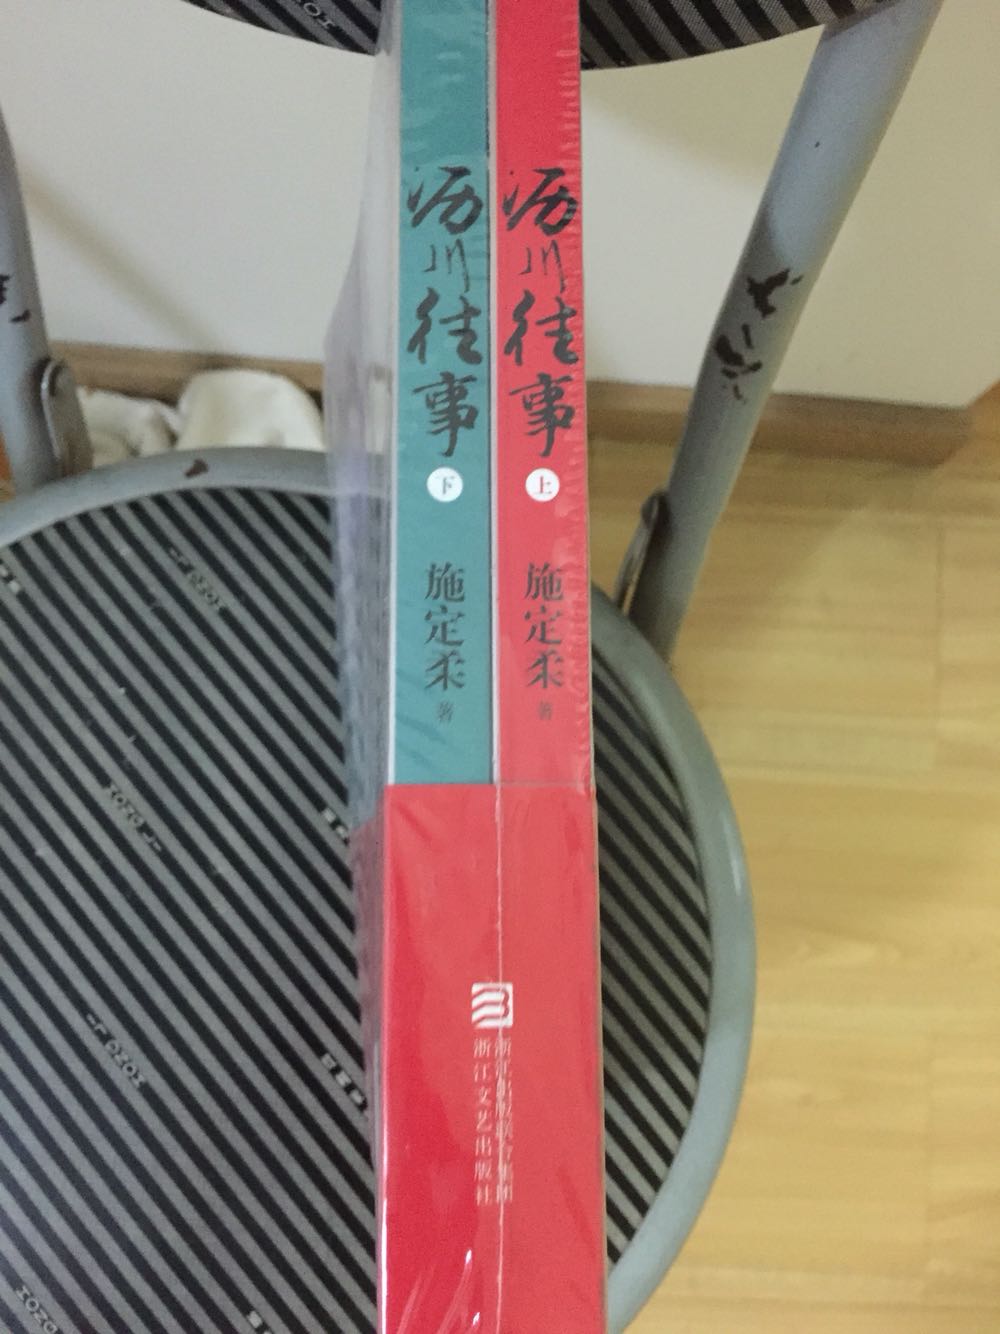 沥川往事
上
施定柔
著
沥川往事
下
施定柔
著
浙江出版联合集团
浙江文艺出版社